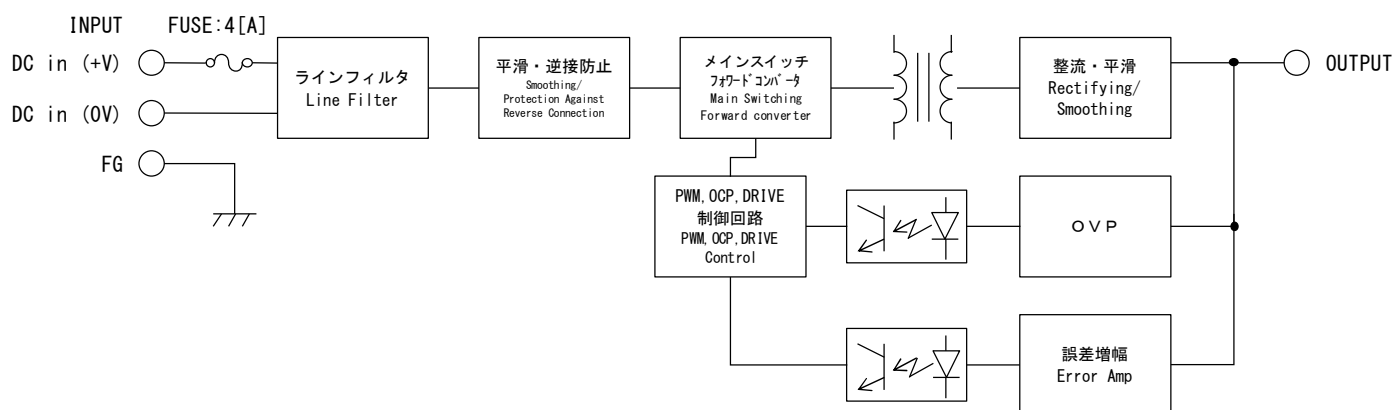 INPUT
FUSE:4[A]
DC in (+V)
DC in (0V)
FG
ラインフィルタ
Line Filter
平滑・逆接防止
Smoothing/
Protection Against
Reverse Connection
メインスイッチ
ﾌｫﾜｰﾄﾞｺﾝﾊﾞｰﾀ
Main Switching
Forward converter
整流・平滑
Rectifying/
Smoothing
OUTPUT
PWM,OCP,DRIVE
制御回路
PWM,OCP,DRIVE
Control
ＯＶＰ
誤差増幅
Error Amp